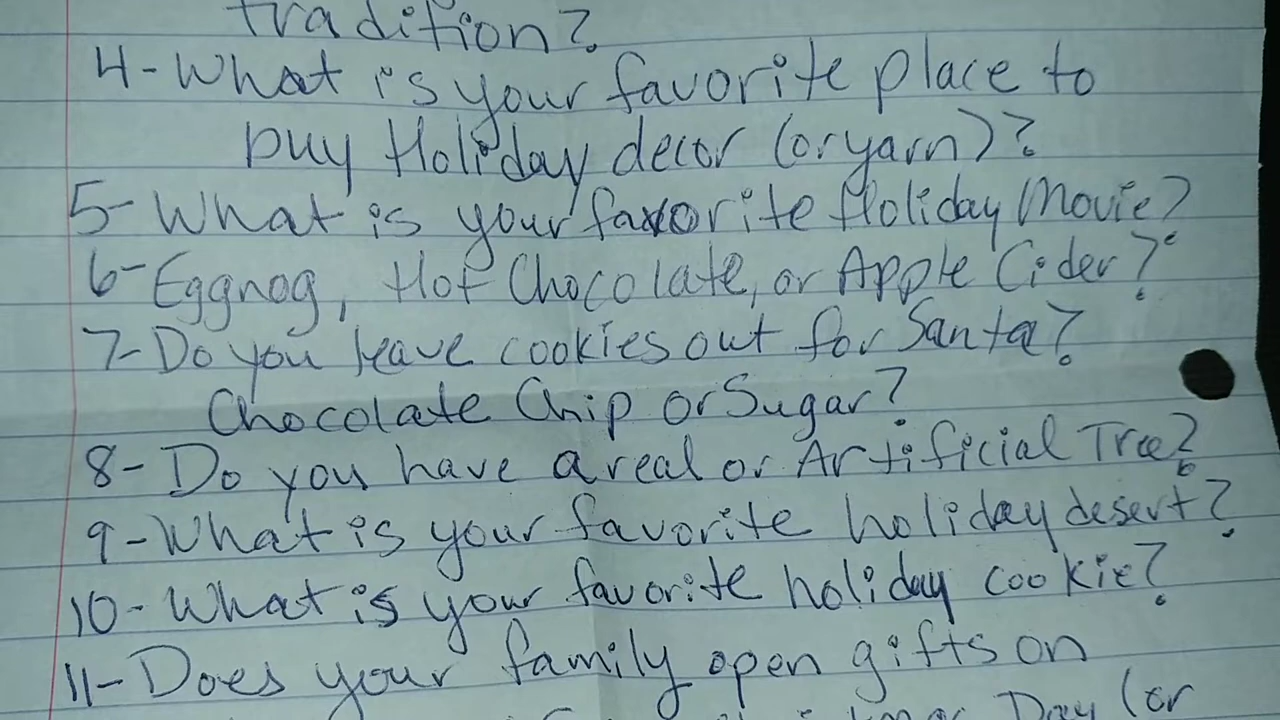 tradition?
4- What is your favorite place to
buy Holiday decor (or yarn)?
5- What is your favorite Holiday Movie?
6- Eggnog, Hot Chocolate, or Apple Cider?
7- Do you leave cookies out for Santa?
Chocolate Chip or Sugar?
8- Do you have a real or Artificial Tree?
9- What is your favorite holiday desert?
10- What is your favorite holiday cookie?
11- Does your family open gifts on
Day (or